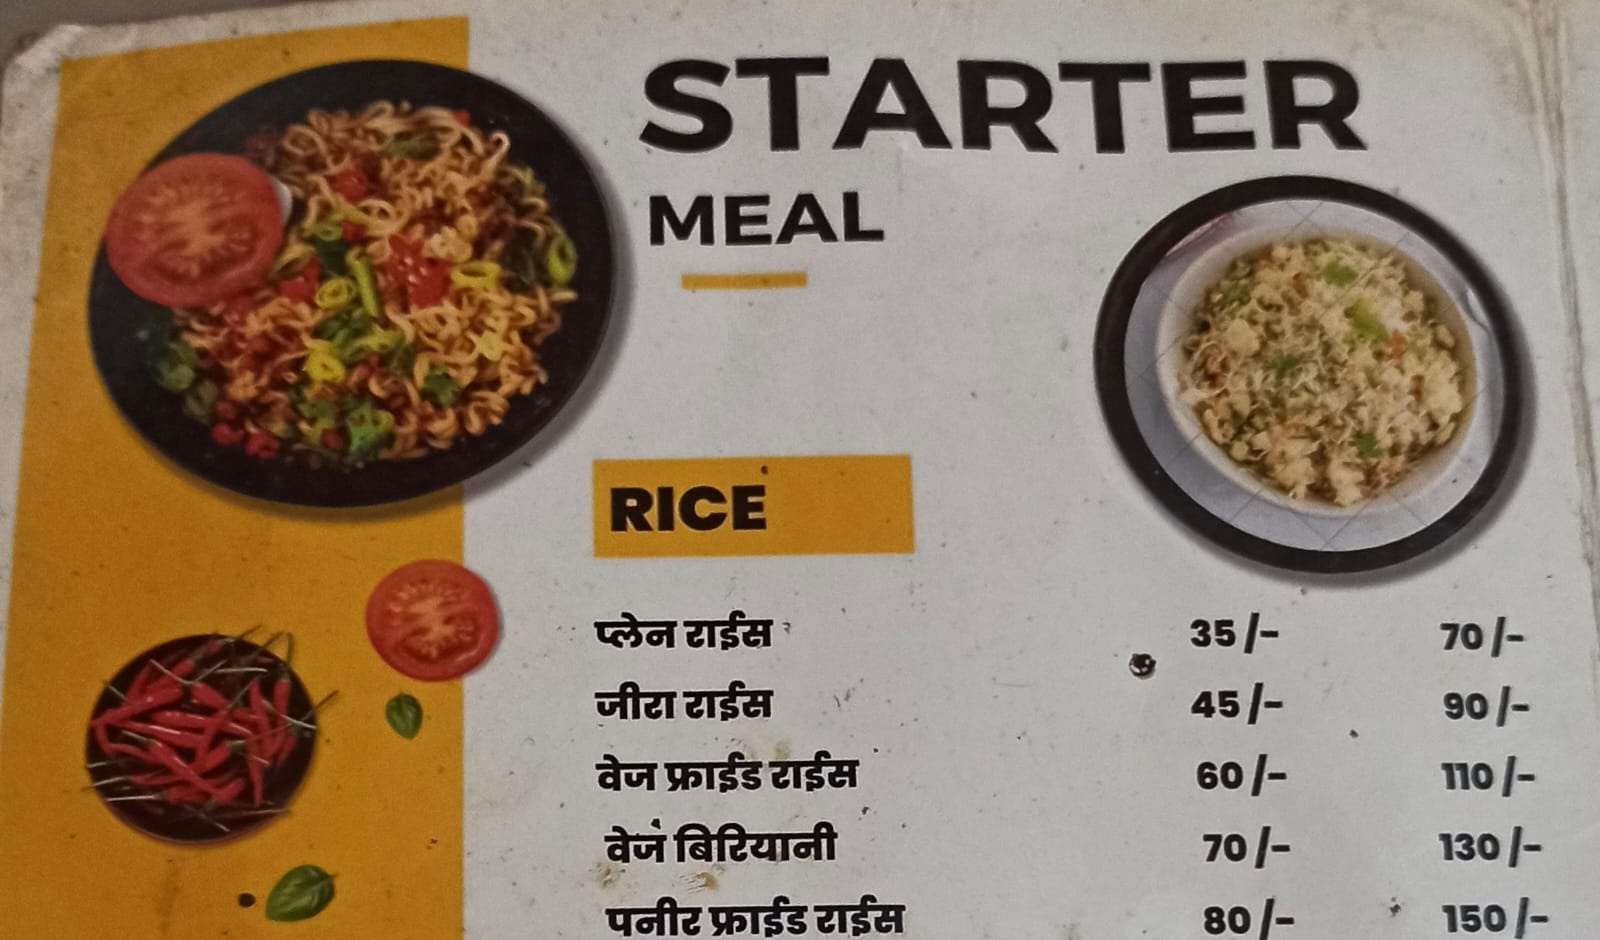 STARTER
MEAL
RICE
प्लेन राईस 35/- 70/-
जीरा राईस 45/- 90/-
वेज फ्राईड राईस 60/- 110/-
वेज बिरियानी 70/- 130/-
पनीर फ्राईड राईस 80/- 150/-